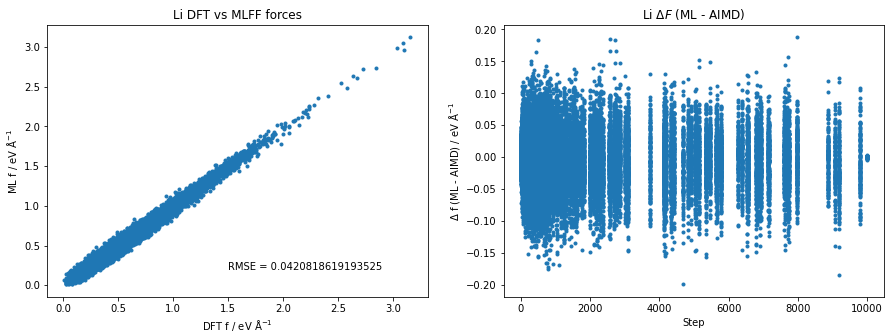 Li DFT vs MLFF forces
ML f / eV Å⁻¹
3.0
2.5
2.0
1.5
1.0
0.5
0.0
RMSE = 0.0420818619193525
0.0 0.5 1.0 1.5 2.0 2.5 3.0
DFT f / eV Å⁻¹
Li ΔF (ML - AIMD)
Δ f (ML - AIMD) / eV Å⁻¹
0.20
0.15
0.10
0.05
0.00
−0.05
−0.10
−0.15
−0.20
0 2000 4000 6000 8000 10000
Step